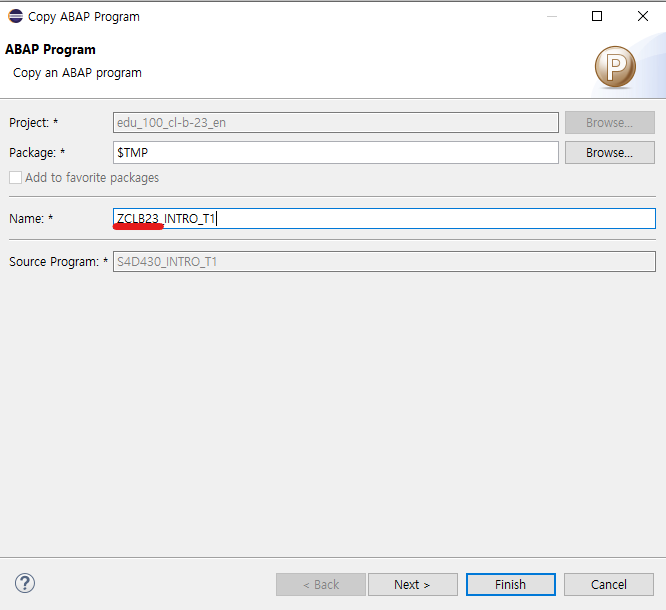 Copy ABAP Program
ABAP Program
Copy an ABAP program
P
Project: * edu_100_cl-b-23_en Browse...
Package: * $TMP Browse...
Add to favorite packages
Name: * ZCLB23_INTRO_T1
Source Program: * S4D430_INTRO_T1
? < Back Next > Finish Cancel